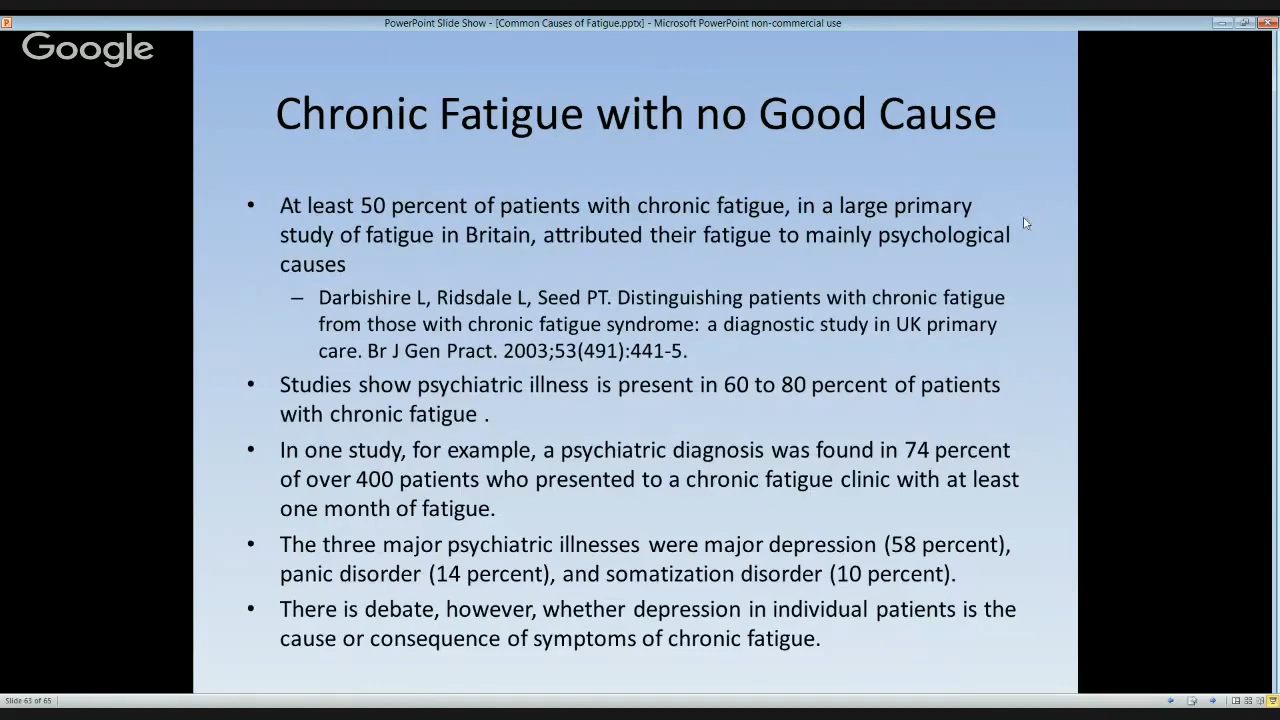 PowerPoint Slide Show - [Common Causes of Fatigue.pptx] - Microsoft PowerPoint non-commercial use
Google
Chronic Fatigue with no Good Cause
• At least 50 percent of patients with chronic fatigue, in a large primary
study of fatigue in Britain, attributed their fatigue to mainly psychological
causes
– Darbishire L, Ridsdale L, Seed PT. Distinguishing patients with chronic fatigue
from those with chronic fatigue syndrome: a diagnostic study in UK primary
care. Br J Gen Pract. 2003;53(491):441-5.
• Studies show psychiatric illness is present in 60 to 80 percent of patients
with chronic fatigue .
• In one study, for example, a psychiatric diagnosis was found in 74 percent
of over 400 patients who presented to a chronic fatigue clinic with at least
one month of fatigue.
• The three major psychiatric illnesses were major depression (58 percent),
panic disorder (14 percent), and somatization disorder (10 percent).
• There is debate, however, whether depression in individual patients is the
cause or consequence of symptoms of chronic fatigue.
Slide 63 of 65